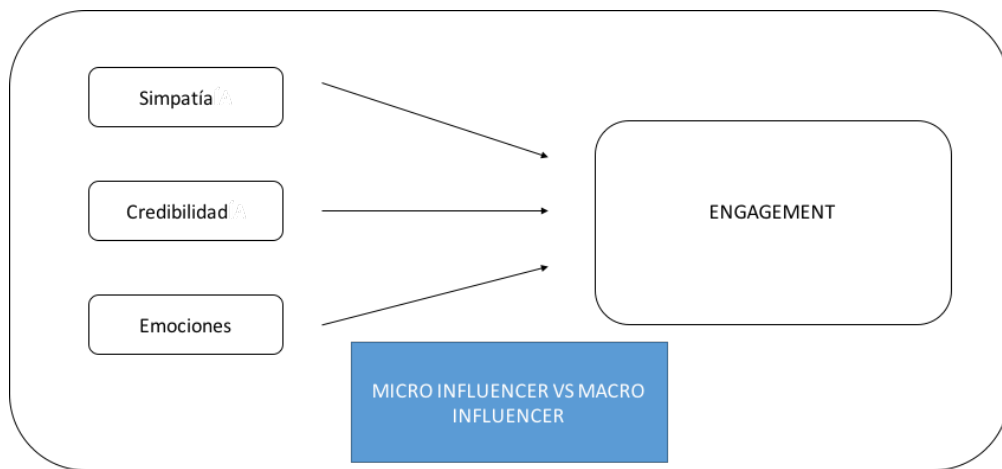 Simpatía
Credibilidad
Emociones
ENGAGEMENT
MICRO INFLUENCER VS MACRO
INFLUENCER